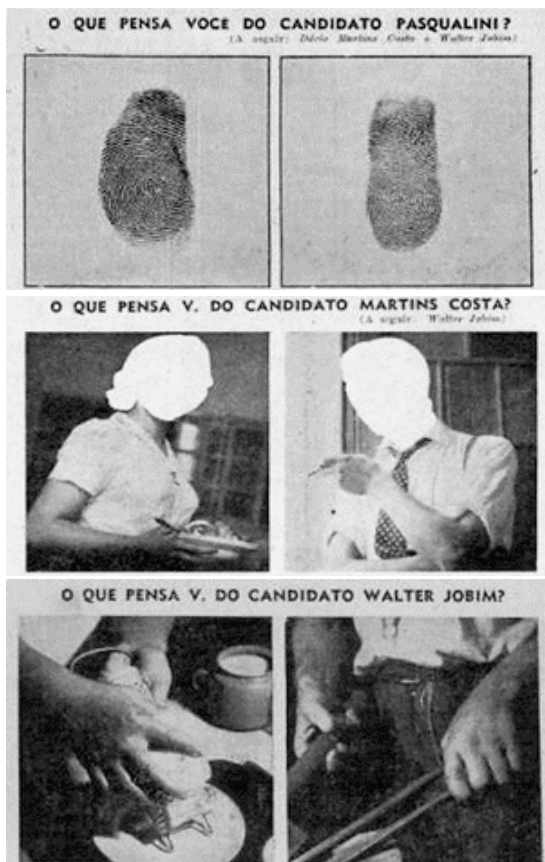 O QUE PENSA VOCE DO CANDIDATO PASQUALINI?
(A seguir: Décio Martins Costa e Walter Jobim)
O QUE PENSA V. DO CANDIDATO MARTINS COSTA?
(A seguir: Walter Jobim)
O QUE PENSA V. DO CANDIDATO WALTER JOBIM?